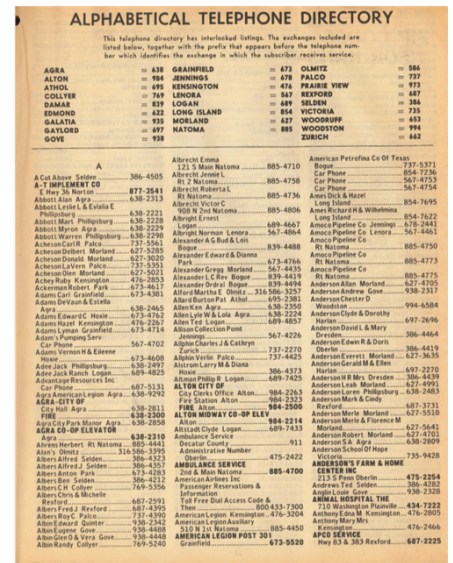 ALPHABETICAL TELEPHONE DIRECTORY
This telephone directory has interlocked listings. The exchanges included are
listed below, together with the prefix that appears before the telephone num-
ber which identifies the exchange in which the subscriber receives service.
AGRA = 638
ALTON = 984
ATHOL = 695
COLLYER = 769
DAMAR = 839
EDMOND = 622
GALATIA = 935
GAYLORD = 697
GOVE = 938
GRAINFIELD = 673
JENNINGS = 678
KENSINGTON = 476
LENORA = 567
LOGAN = 689
LONG ISLAND = 854
MORLAND = 627
NATOMA = 885
OLMITZ = 586
PALCO = 737
PRAIRIE VIEW = 973
REXFORD = 687
SELDEN = 386
VICTORIA = 735
WOODRUFF = 653
WOODSTON = 994
ZURICH = 662
A
A Cut Above Selden 386-4505
A-T IMPLEMENT CO
E Hwy 36 Norton 877-3541
Abbott Alan Agra 638-2313
Abbott Leslie L & Evalia E
Phillipsburg 638-2221
Abbott Mart Phillipsburg 638-2228
Abbott Myron Agra 638-2229
Abbott Warren Phillipsburg 638-2298
Acheson Carl R Palco 737-5561
Acheson Delbert Morland 627-5285
Acheson Donald Morland 627-3020
Acheson LaVern Palco 737-5351
Acheson Olen Morland 627-5021
Achey Ruby Kensington 476-2853
Ackerman Robert Park 673-4617
Adams Carl Grainfield 673-4381
Adams DeVaun & Estella
Agra 638-2465
Adams Edward C Hoxie 673-4762
Adams Hazel Kensington 476-2267
Adams Lyman Grainfield 673-4714
Adam's Pumping Serv
Car Phone 567-4702
Adams Vernon H & Eileene
Hoxie 673-4608
Adee Jack Phillipsburg 638-2497
Adee Jack Ranch Logan 689-4825
Advantage Resources Inc
Car Phone 687-5131
Agra American Legion Agra 638-9292
AGRA-CITY OF
City Hall Agra 638-2811
FIRE 638-2300
Agra City Park Manor Agra 638-2858
AGRA CO-OP ELEVATOR
Agra 638-2310
Ahrens Herbert Rt Natoma 885-4441
Alan's Olmitz 316 586-3395
Albers Alfred Selden 386-4323
Albers Alfred J Selden 386-4357
Albers Anton Park 673-4283
Albers Ben Selden 386-4212
Albers C H Collyer 769-5356
Albers Chris & Michelle
Rexford 687-2591
Albers Fred J Rexford 687-4395
Albers Roy C Palco 737-4390
Albin Edward Quinter 938-2342
Albin Eugene Gove 938-4488
Albin Glen O & Vera Gove 938-4448
Albin Randy Collyer 769-5240
Albrecht Emma
121 S Main Natoma 885-4710
Albrecht Jennie L
Rt 2 Natoma 885-4758
Albrecht Roberta L
Rt Natoma 885-4736
Albrecht Victor C
908 N 2nd Natoma 885-4806
Albright Ernest
Logan 689-4667
Albright Norman Lenora 567-4864
Alexander A G Bud & Lois
Bogue 839-4488
Alexander Edward & Dianna
Park 673-4766
Alexander Gregg Morland 567-4435
Alexander L C Rev Bogue 839-4419
Alexander Ordral Bogue 839-4494
Alford Martha E Olmitz 316 586-3257
Allard Burton Pat Athol 695-2381
Allen Ken Agra 638-2350
Allen Lyle W & Lola Agra 638-2224
Allen Ted Logan 689-4857
Allison Collection Point
Jennings 567-4226
Allphin Charles J & Cathryn
Zurich 737-2270
Allphin Verlin Palco 737-4425
Alstrom Larry M & Diana
Hoxie 386-4373
Altman Phillip R Logan 689-7425
ALTON CITY OF
City Clerks Office Alton 984-2263
Fire Station Alton 984-2323
FIRE Alton 984-2500
ALTON MIDWAY CO-OP ELEV
Alton 984-2214
Altstadt Clyde Logan 689-7433
Ambulance Service
Decatur County 911
Administrative Number
Oberlin 475-2422
AMBULANCE SERVICE
2nd & Main Natoma 885-4700
American Airlines Inc
Passenger Reservations &
Information
Toll Free Dial Access Code &
Then 800 433-7300
American Legion Kensington 476-3204
American Legion Auxiliary
510 N 1st Natoma 885-4450
AMERICAN LEGION POST 301
Grainfield 673-5520
American Petrofina Co Of Texas
Bogue 737-5371
Car Phone 854-7236
Car Phone 567-4753
Car Phone 567-4754
Ames Dick & Hazel
Long Island 854-7695
Ames Richard H & Wilhelmina
Long Island 854-7622
Amoco Pipeline Co Jennings 678-2441
Amoco Pipeline Co Lenora 567-4461
Amoco Pipeline Co
Rt Natoma 885-4750
Amoco Pipeline Co
Rt Natoma 885-4773
Amoco Pipeline Co
Rt Natoma 885-4775
Anderson Allen Morland 627-4705
Anderson Andrew Gove 938-2317
Anderson Chester D
Woodston 994-6584
Anderson Clyde & Dorothy
Harlan 697-2696
Anderson David L & Mary
Dresden 386-4464
Anderson Edwin R & Doris
Oberlin 386-4419
Anderson Everett Morland 627-3635
Anderson Gerald M & Ellen
Harlan 697-2270
Anderson H R Mrs Dresden 386-4439
Anderson Leah Morland 627-4991
Anderson Loren Phillipsburg 638-2483
Anderson Mark & Cindy
Rexford 687-3731
Anderson Merle Morland 627-5510
Anderson Merle & Florence M
Morland 627-5641
Anderson Robert Morland 627-4701
Anderson S A Agra 638-2809
Anderson School Of Hope
Victoria 735-9428
ANDERSON'S FARM & HOME
CENTER INC
213 S Penn Oberlin 475-2254
Andrews Ted Selden 386-4282
Anglin Louie Gove 938-2328
ANIMAL HOSPITAL THE
710 Washington Plainville 434-7222
Anthony Edna M Kensington 476-2805
Anthony Mary Mrs
Kensington 476-2466
APCO SERVICE
Hwy 83 & 383 Rexford 687-2225